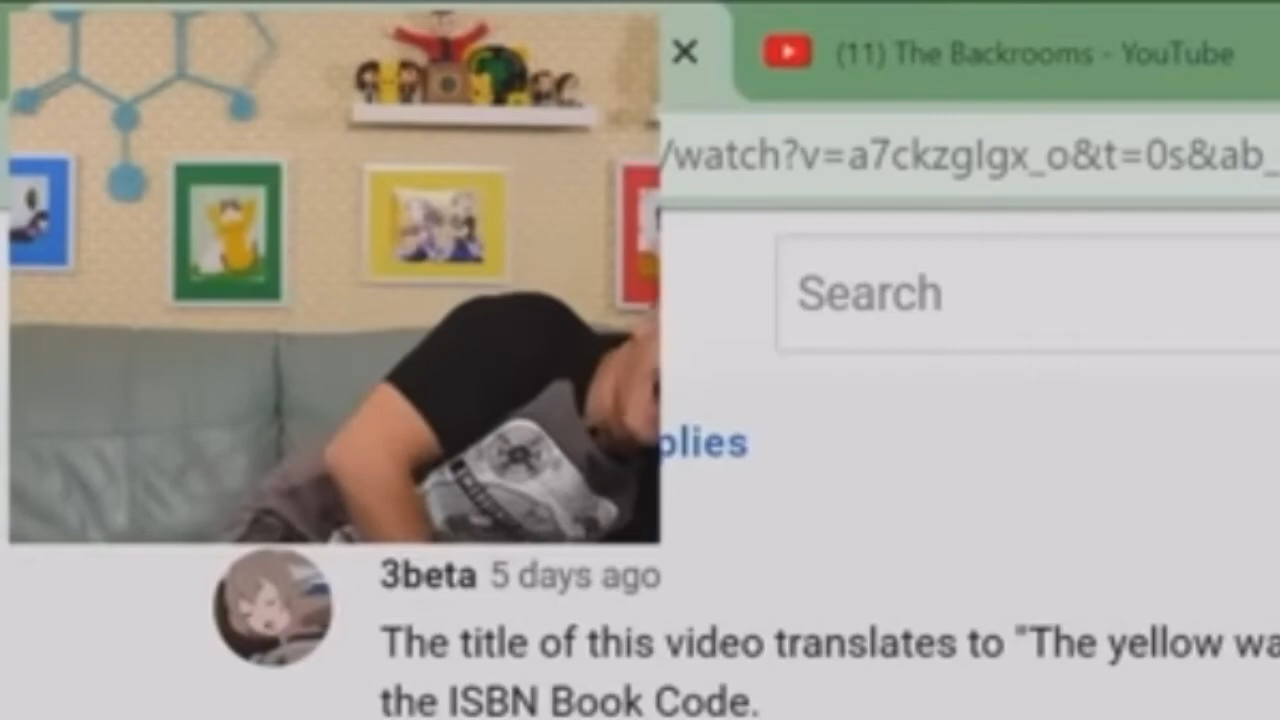 (11) The Backrooms - YouTube
/watch?v=a7ckzgIgx_o&t=0s&ab_
Search
plies
3beta 5 days ago
The title of this video translates to "The yellow wa
the ISBN Book Code.